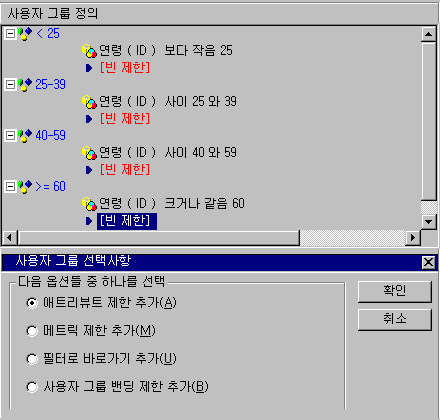 사용자 그룹 정의
< 25
연령 ( ID ) 보다 작음 25
[빈 제한]
25-39
연령 ( ID ) 사이 25 와 39
[빈 제한]
40-59
연령 ( ID ) 사이 40 와 59
[빈 제한]
>= 60
연령 ( ID ) 크거나 같음 60
[빈 제한]
사용자 그룹 선택사항
다음 옵션들 중 하나를 선택
확인
애트리뷰트 제한 추가(A)
취소
메트릭 제한 추가(M)
필터로 바로가기 추가(U)
사용자 그룹 밴딩 제한 추가(B)